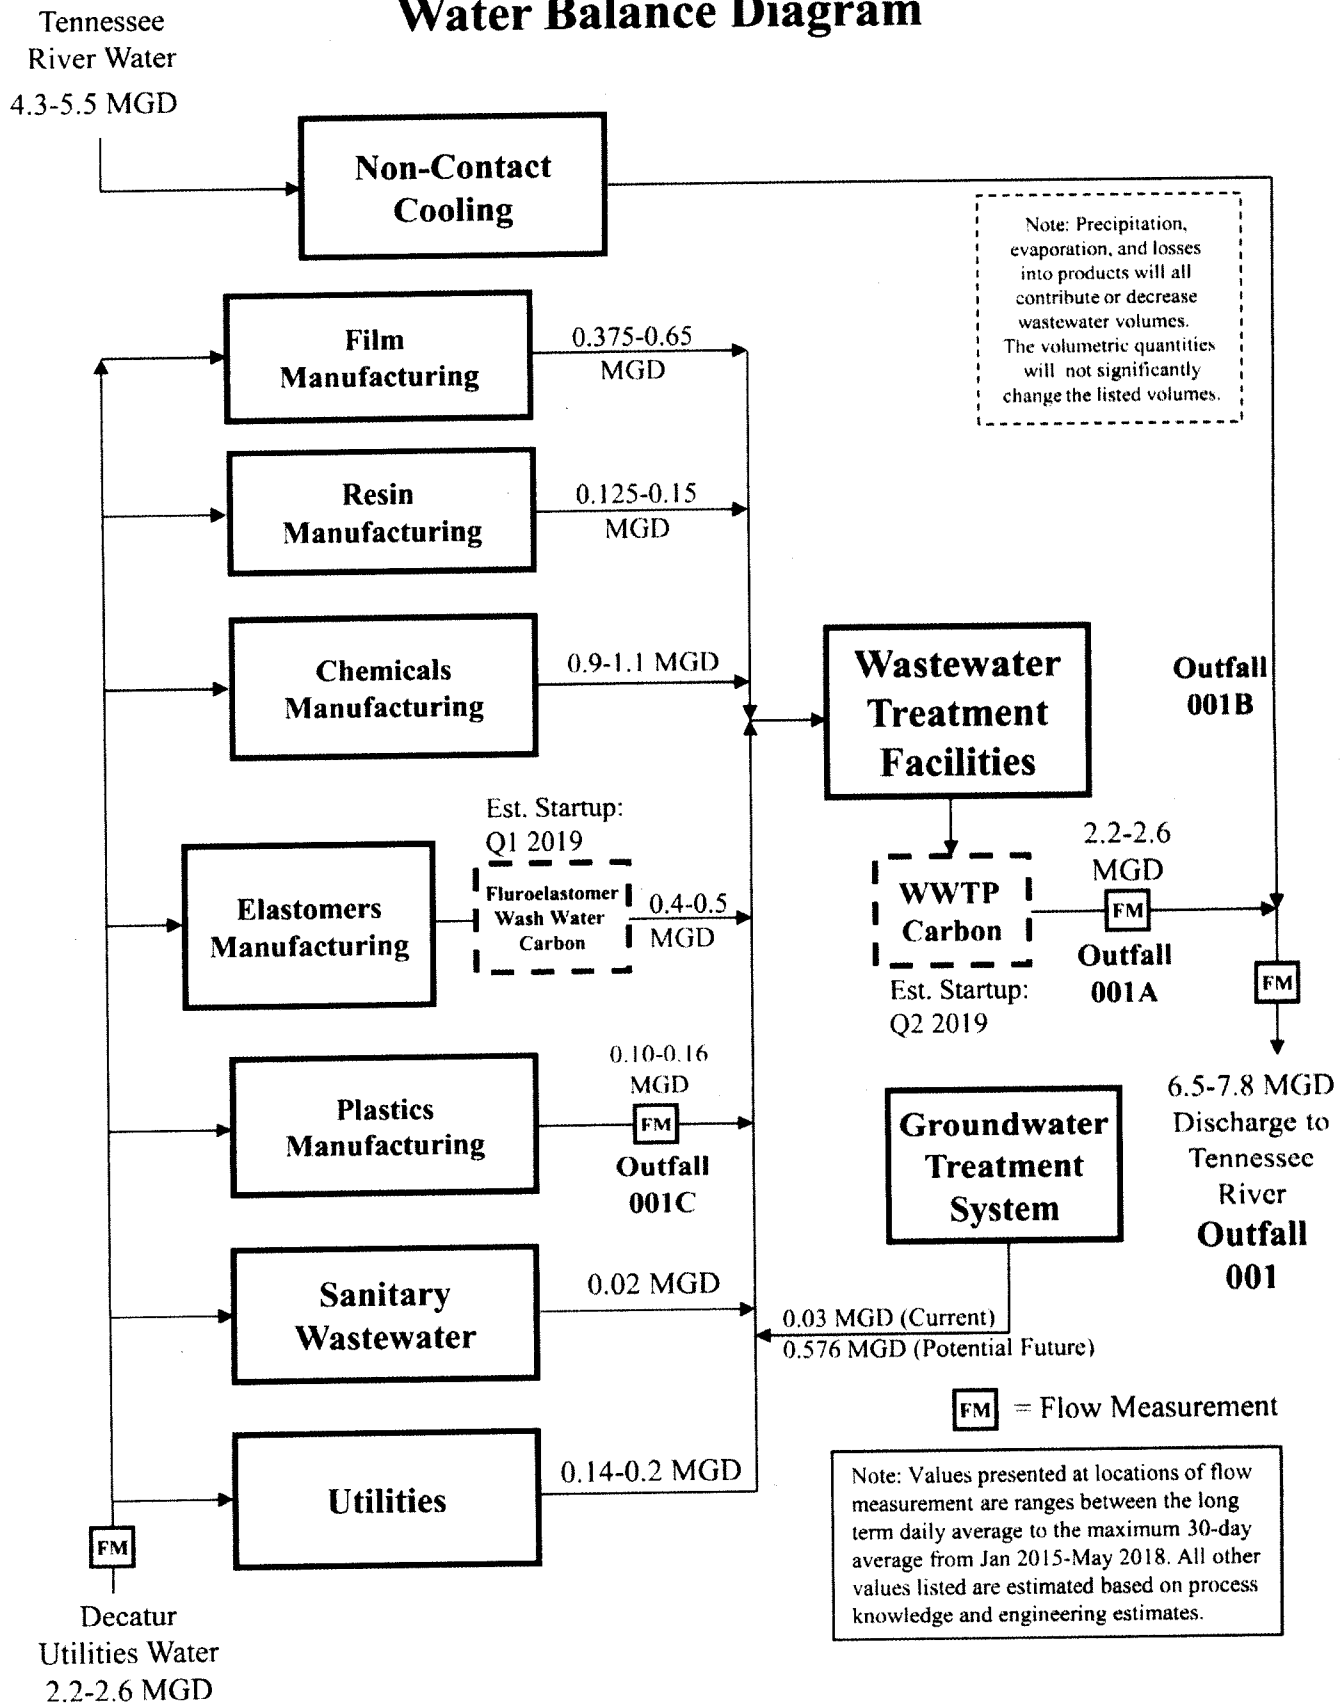 Water Balance Diagram
Tennessee
River Water
4.3-5.5 MGD
Non-Contact
Cooling
Note: Precipitation,
evaporation, and losses
into products will all
contribute or decrease
wastewater volumes.
The volumetric quantities
will not significantly
change the listed volumes.
Film
Manufacturing
0.375-0.65
MGD
Resin
Manufacturing
0.125-0.15
MGD
Chemicals
Manufacturing
0.9-1.1 MGD
Wastewater
Treatment
Facilities
Outfall
001B
Est. Startup:
Q1 2019
Elastomers
Manufacturing
Fluroelastomer
Wash Water
Carbon
0.4-0.5
MGD
WWTP
Carbon
Est. Startup:
Q2 2019
2.2-2.6
MGD
FM
Outfall
001A
FM
6.5-7.8 MGD
Discharge to
Tennessee
River
Outfall
001
Plastics
Manufacturing
0.10-0.16
MGD
FM
Outfall
001C
Groundwater
Treatment
System
Sanitary
Wastewater
0.02 MGD
0.03 MGD (Current)
0.576 MGD (Potential Future)
FM = Flow Measurement
Utilities
0.14-0.2 MGD
Note: Values presented at locations of flow
measurement are ranges between the long
term daily average to the maximum 30-day
average from Jan 2015-May 2018. All other
values listed are estimated based on process
knowledge and engineering estimates.
FM
Decatur
Utilities Water
2.2-2.6 MGD